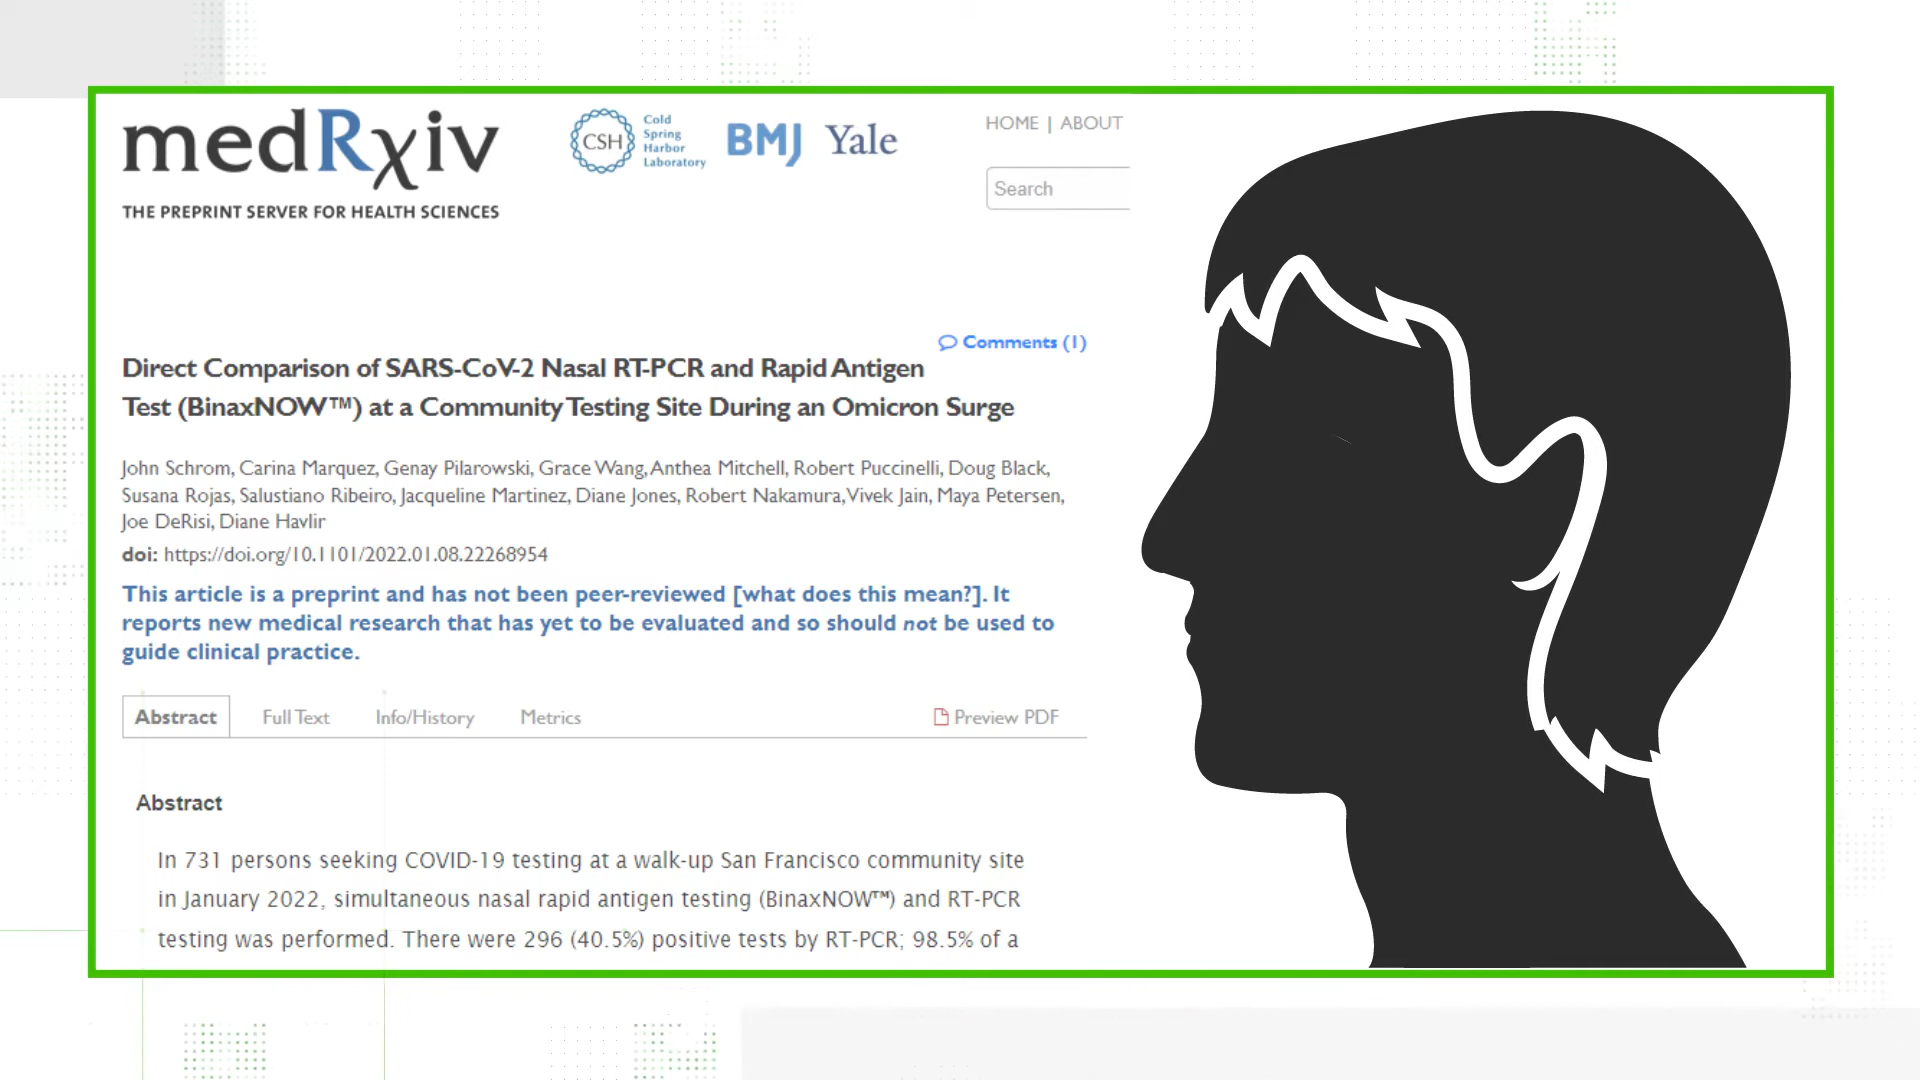 medRxiv
THE PREPRINT SERVER FOR HEALTH SCIENCES
CSH
Cold
Spring
Harbor
Laboratory
BMJ
Yale
HOME | ABOUT
Search
Comments (1)
Direct Comparison of SARS-CoV-2 Nasal RT-PCR and Rapid Antigen
Test (BinaxNOW™) at a Community Testing Site During an Omicron Surge
John Schrom, Carina Marquez, Genay Pilarowski, Grace Wang, Anthea Mitchell, Robert Puccinelli, Doug Black,
Susana Rojas, Salustiano Ribeiro, Jacqueline Martinez, Diane Jones, Robert Nakamura, Vivek Jain, Maya Petersen,
Joe DeRisi, Diane Havlir
doi: https://doi.org/10.1101/2022.01.08.22268954
This article is a preprint and has not been peer-reviewed [what does this mean?]. It
reports new medical research that has yet to be evaluated and so should not be used to
guide clinical practice.
Abstract Full Text Info/History Metrics Preview PDF
Abstract
In 731 persons seeking COVID-19 testing at a walk-up San Francisco community site
in January 2022, simultaneous nasal rapid antigen testing (BinaxNOW™) and RT-PCR
testing was performed. There were 296 (40.5%) positive tests by RT-PCR; 98.5% of a